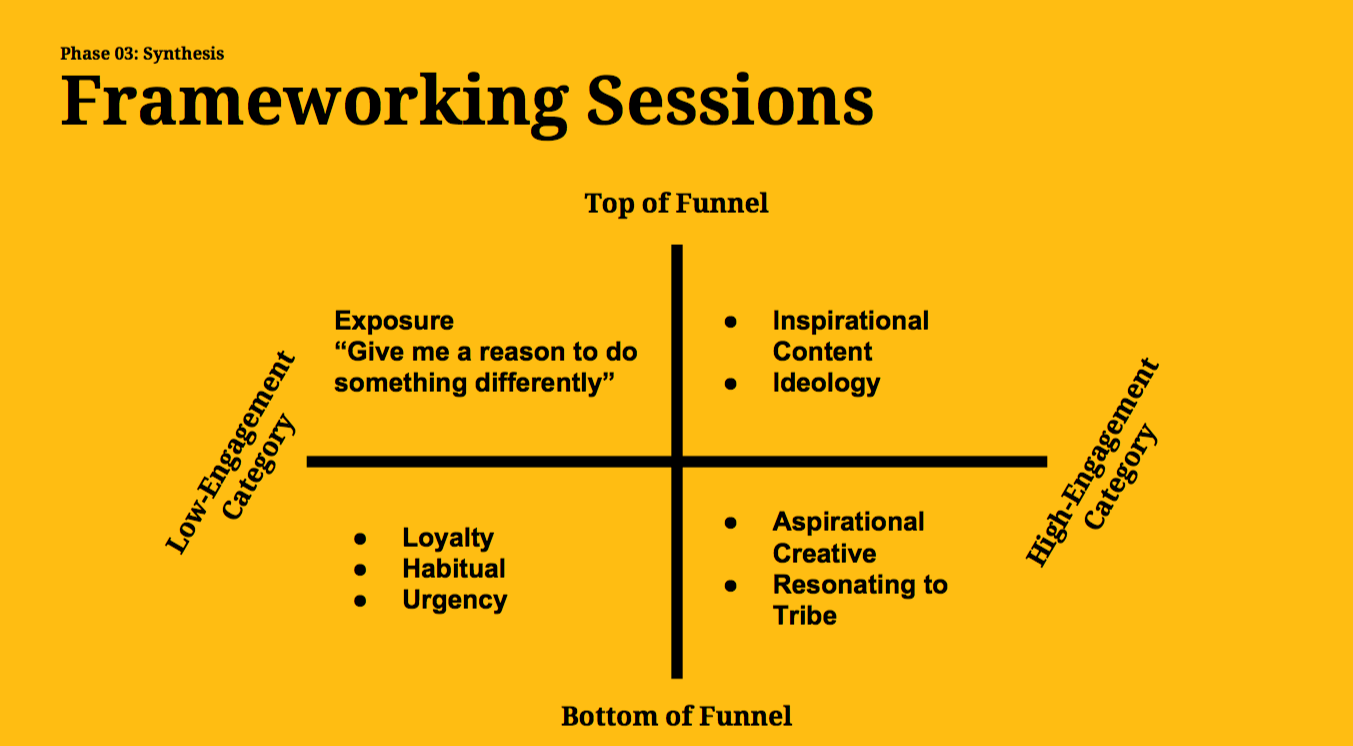 Phase 03: Synthesis
Frameworking Sessions
Top of Funnel
Exposure
“Give me a reason to do
something differently”
● Inspirational
Content
● Ideology
Low-Engagement
Category
High-Engagement
Category
● Loyalty
● Habitual
● Urgency
● Aspirational
Creative
● Resonating to
Tribe
Bottom of Funnel